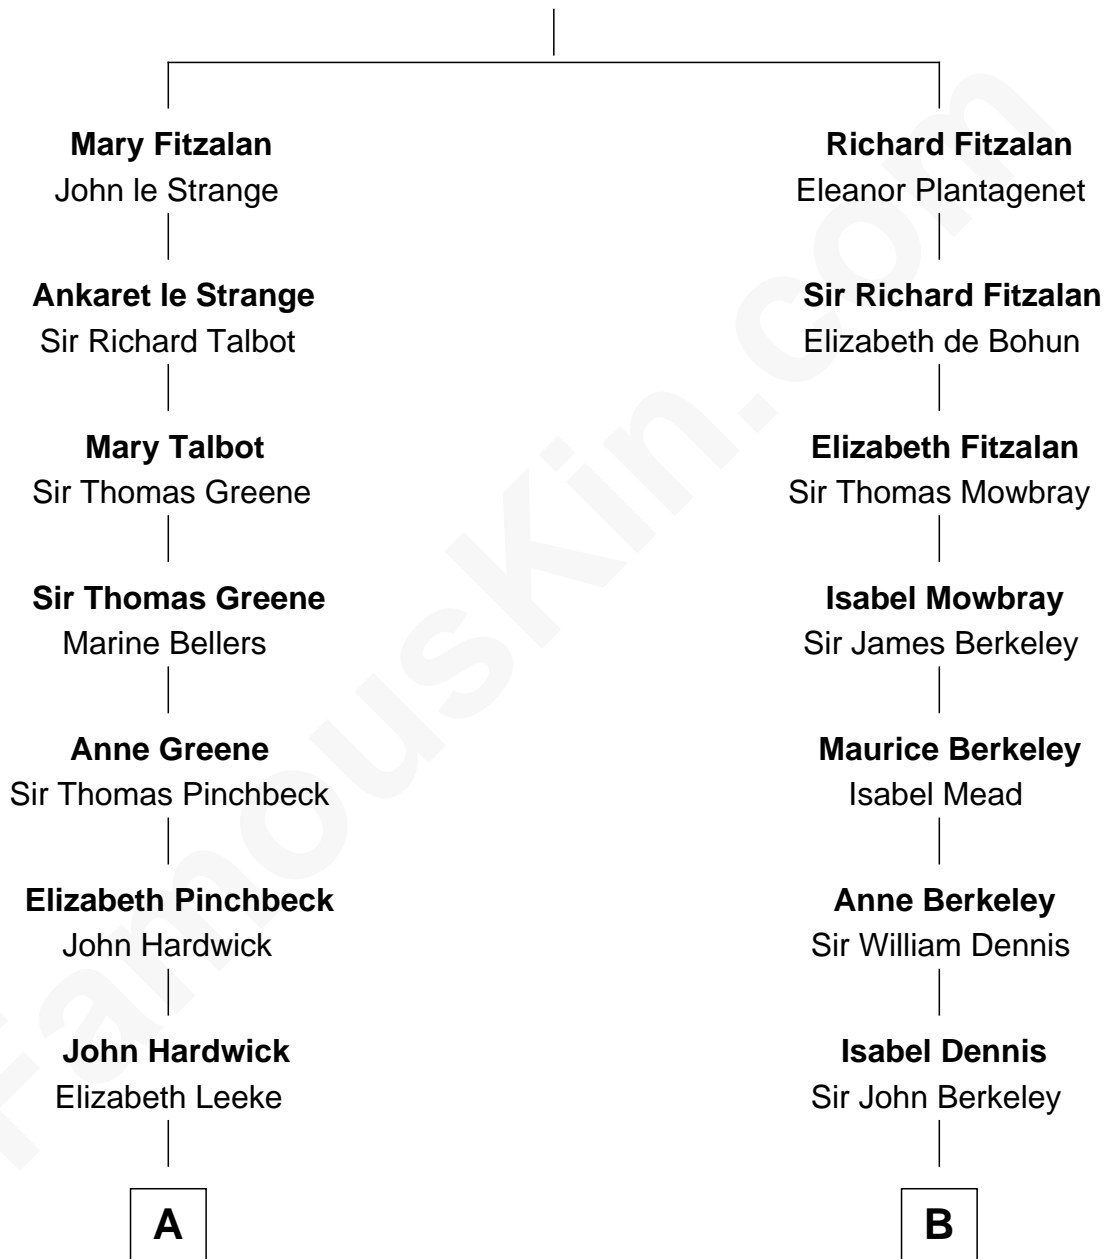 Mary Fitzalan
John le Strange
Ankaret le Strange
Sir Richard Talbot
Mary Talbot
Sir Thomas Greene
Sir Thomas Greene
Marine Bellers
Anne Greene
Sir Thomas Pinchbeck
Elizabeth Pinchbeck
John Hardwick
John Hardwick
Elizabeth Leeke
A
Richard Fitzalan
Eleanor Plantagenet
Sir Richard Fitzalan
Elizabeth de Bohun
Elizabeth Fitzalan
Sir Thomas Mowbray
Isabel Mowbray
Sir James Berkeley
Maurice Berkeley
Isabel Mead
Anne Berkeley
Sir William Dennis
Isabel Dennis
Sir John Berkeley
B
FamousKin.com